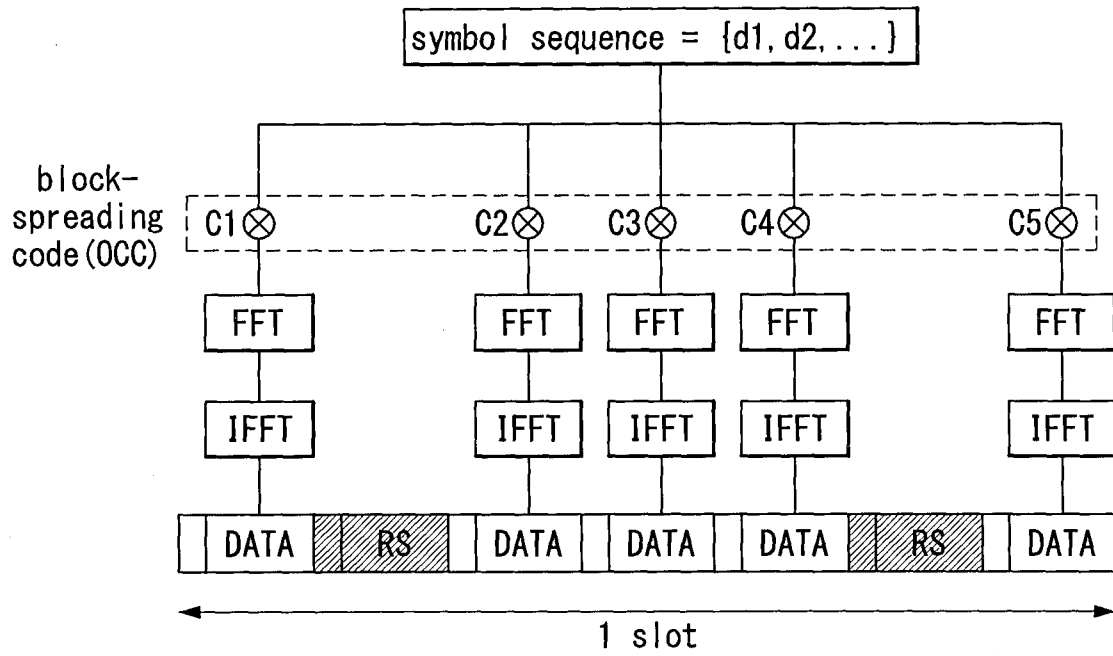 symbol sequence = {d1, d2, ...}
block-
spreading
code(OCC)
C1 C2 C3 C4 C5
FFT FFT FFT FFT FFT
IFFT IFFT IFFT IFFT IFFT
DATA RS DATA DATA DATA RS DATA
1 slot